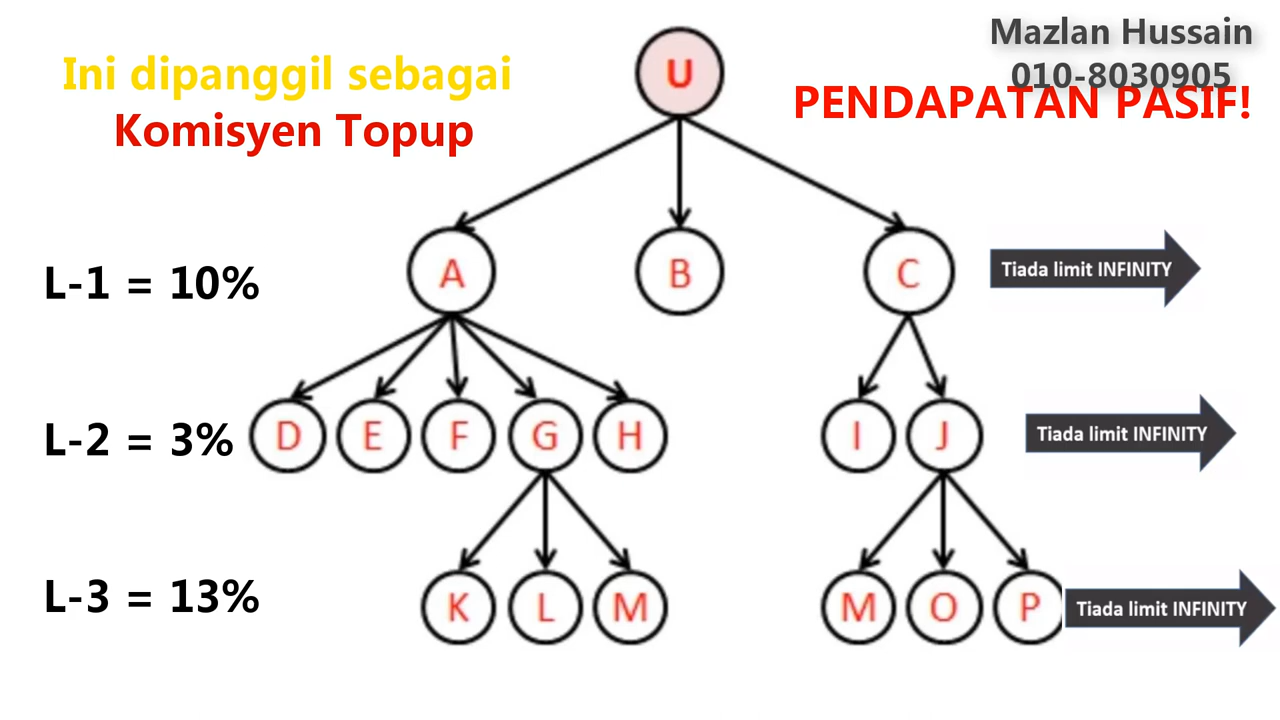 Mazlan Hussain
010-8030905
Ini dipanggil sebagai
Komisyen Topup
PENDAPATAN PASIF!
U
A B C
Tiada limit INFINITY
L-1 = 10%
D E F G H I J
Tiada limit INFINITY
L-2 = 3%
K L M M O P
Tiada limit INFINITY
L-3 = 13%